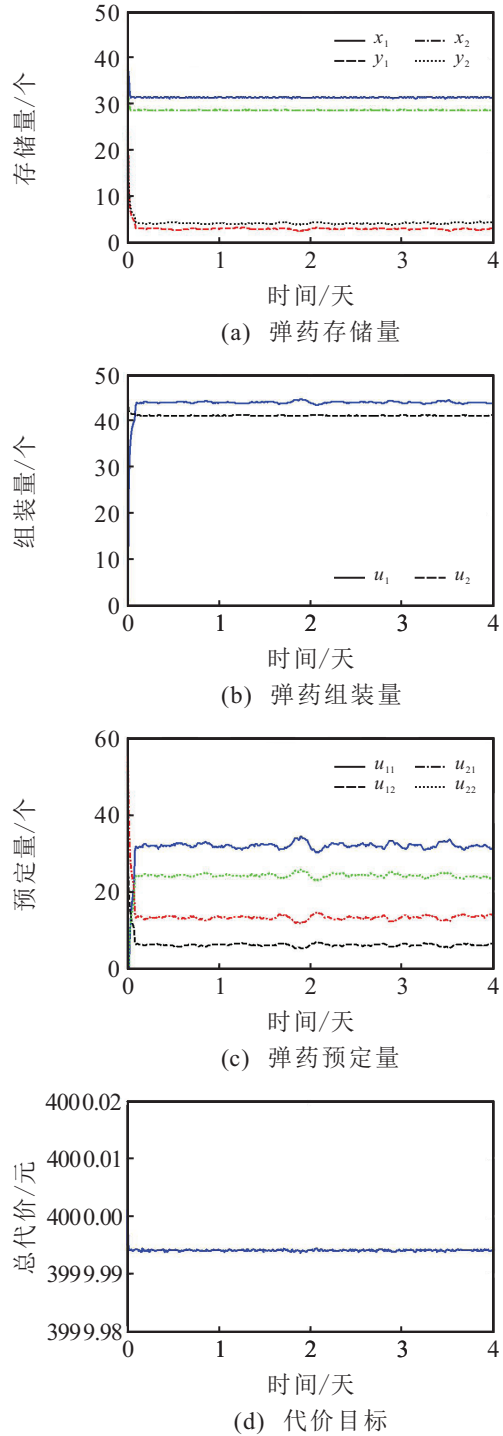 50
40
30
20
10
0
存储量/个
x₁ x₂
y₁ y₂
0 1 2 3 4
时间/天
(a) 弹药存储量
50
40
30
20
10
0
组装量/个
u₁ u₂
0 1 2 3 4
时间/天
(b) 弹药组装量
60
40
20
0
预定量/个
u₁₁ u₂₁
u₁₂ u₂₂
0 1 2 3 4
时间/天
(c) 弹药预定量
4000.02
4000.01
4000.00
3999.99
3999.98
总代价/元
0 1 2 3 4
时间/天
(d) 代价目标